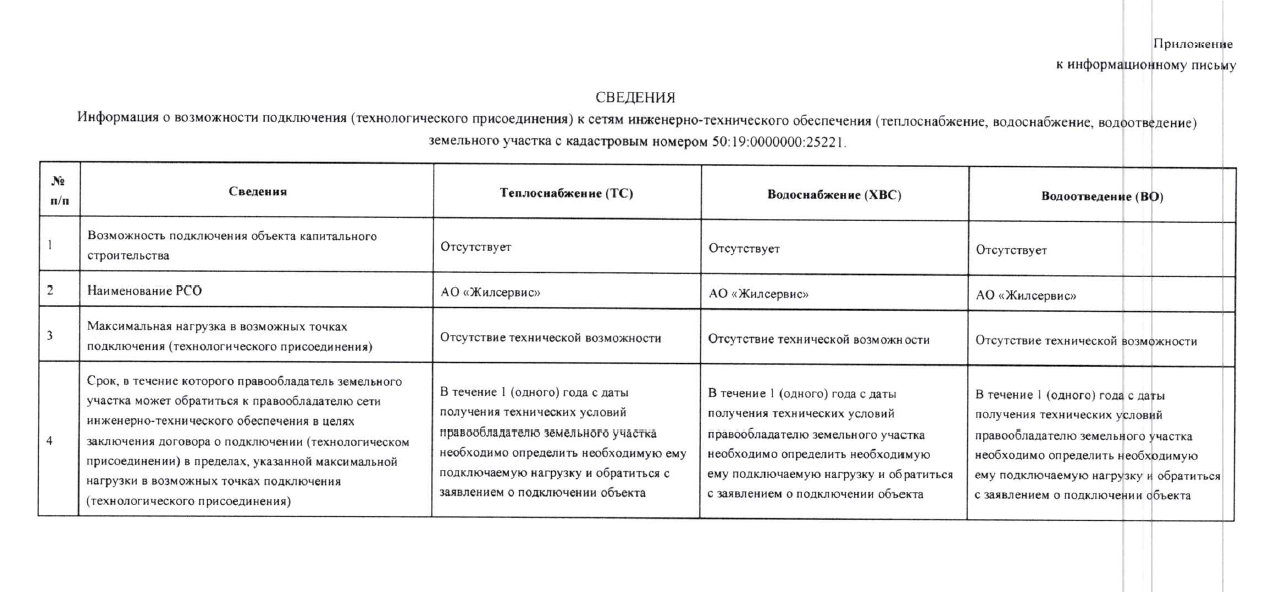 Приложение
к информационному письму
СВЕДЕНИЯ
Информация о возможности подключения (технологического присоединения) к сетям инженерно-технического обеспечения (теплоснабжение, водоснабжение, водоотведение)
земельного участка с кадастровым номером 50:19:0000000:25221.
№
п/п
Сведения
Теплоснабжение (ТС)
Водоснабжение (ХВС)
Водоотведение (ВО)
1
Возможность подключения объекта капитального
строительства
Отсутствует
Отсутствует
Отсутствует
2
Наименование РСО
АО «Жилсервис»
АО «Жилсервис»
АО «Жилсервис»
3
Максимальная нагрузка в возможных точках
подключения (технологического присоединения)
Отсутствие технической возможности
Отсутствие технической возможности
Отсутствие технической возможности
4
Срок, в течение которого правообладатель земельного
участка может обратиться к правообладателю сети
инженерно-технического обеспечения в целях
заключения договора о подключении (технологическом
присоединении) в пределах, указанной максимальной
нагрузки в возможных точках подключения
(технологического присоединения)
В течение 1 (одного) года с даты
получения технических условий
правообладателю земельного участка
необходимо определить необходимую ему
подключаемую нагрузку и обратиться с
заявлением о подключении объекта
В течение 1 (одного) года с даты
получения технических условий
правообладателю земельного участка
необходимо определить необходимую
ему подключаемую нагрузку и обратиться
с заявлением о подключении объекта
В течение 1 (одного) года с даты
получения технических условий
правообладателю земельного участка
необходимо определить необходимую
ему подключаемую нагрузку и обратиться
с заявлением о подключении объекта